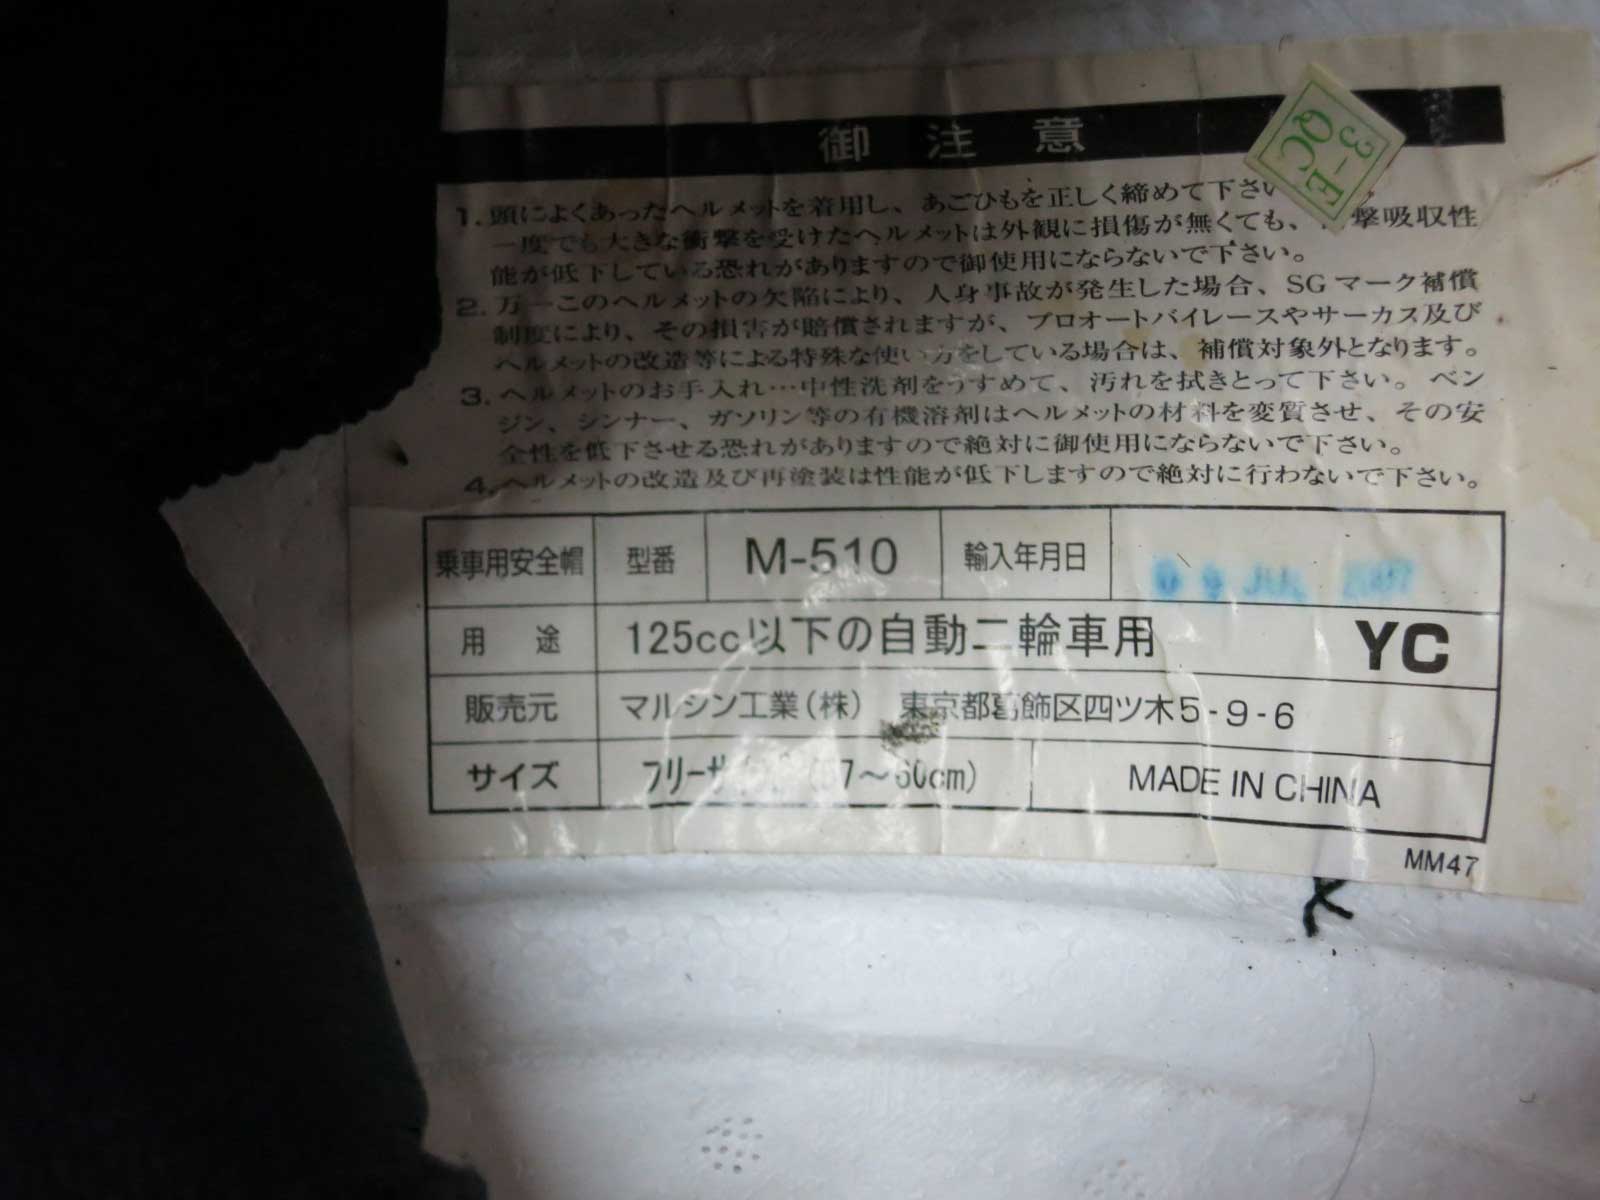 御注意
3-E
QC
1. 頭によくあったヘルメットを着用し、あごひもを正しく締めて下さい
一度でも大きな衝撃を受けたヘルメットは外観に損傷が無くても、撃吸収性
能が低下している恐れがありますので御使用にならないで下さい。
2. 万一このヘルメットの欠陥により、人身事故が発生した場合、SGマーク補償
制度により、その損害が賠償されますが、プロオートバイレースやサーカス及び
ヘルメットの改造等による特殊な使い方をしている場合は、補償対象外となります。
3. ヘルメットのお手入れ…中性洗剤をうすめて、汚れを拭きとって下さい。ベン
ジン、シンナー、ガソリン等の有機溶剤はヘルメットの材料を変質させ、その安
全性を低下させる恐れがありますので絶対に御使用にならないで下さい。
4. ヘルメットの改造及び再塗装は性能が低下しますので絶対に行わないで下さい。
乗車用安全帽 型番 M-510 輸入年月日
用途 125cc以下の自動二輪車用 YC
販売元 マルシン工業(株) 東京都葛飾区四ツ木5-9-6
サイズ フリーサイズ(57〜60cm) MADE IN CHINA
MM47